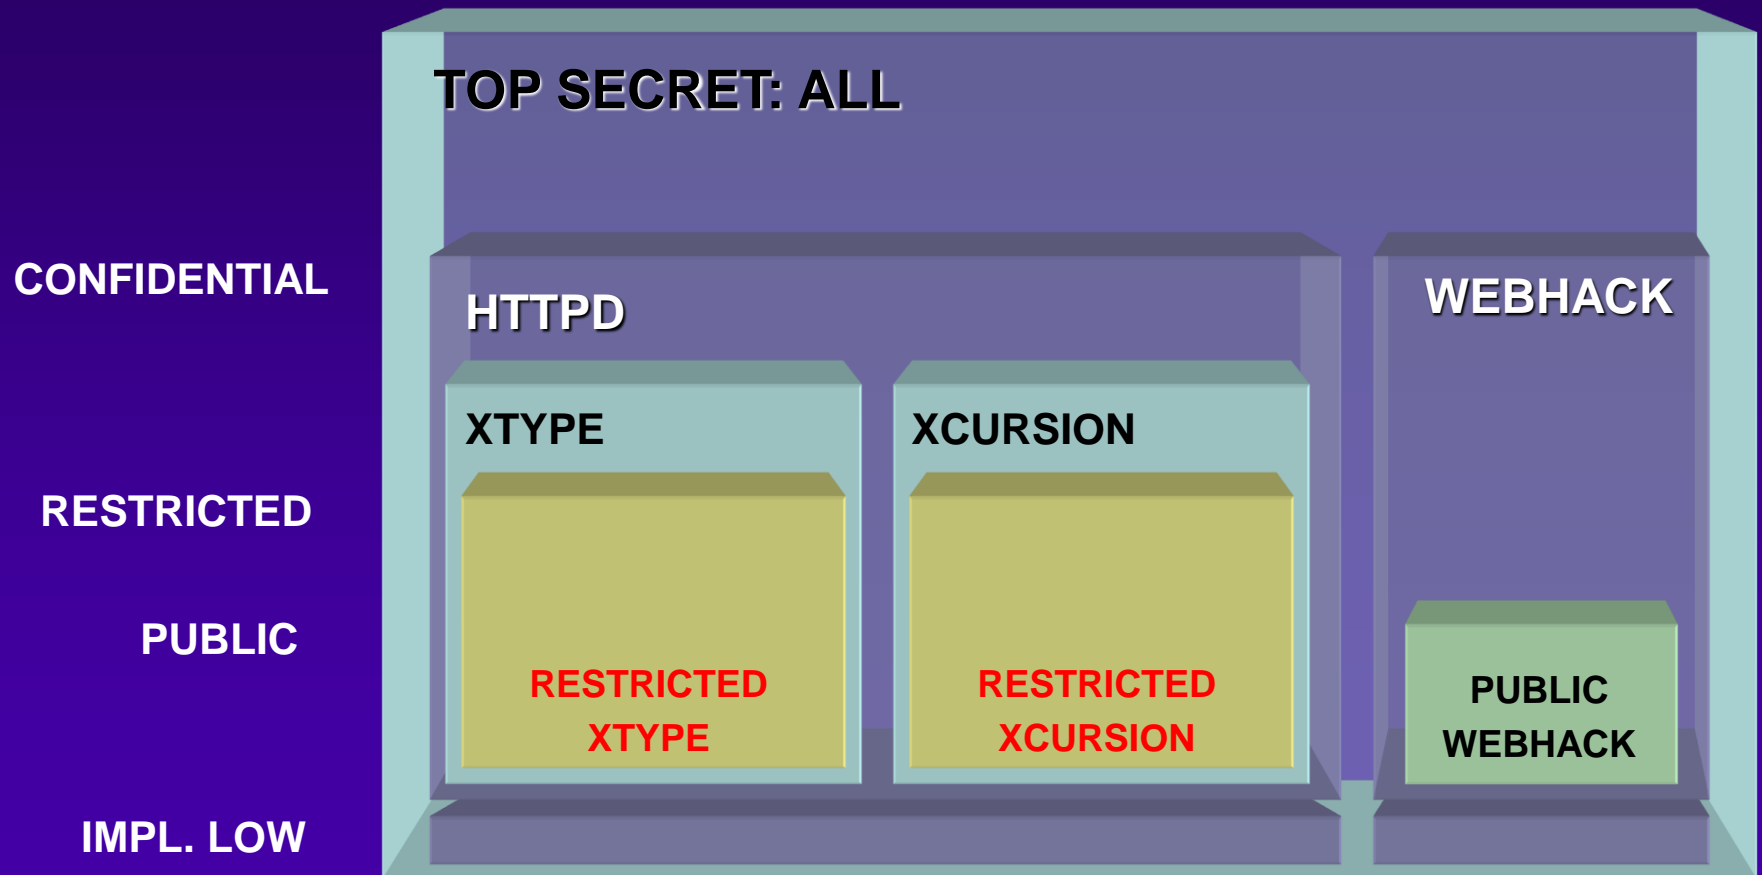 TOP SECRET: ALL
CONFIDENTIAL
HTTPD
WEBHACK
XTYPE
XCURSION
RESTRICTED
PUBLIC
RESTRICTED
XTYPE
RESTRICTED
XCURSION
PUBLIC
WEBHACK
IMPL. LOW